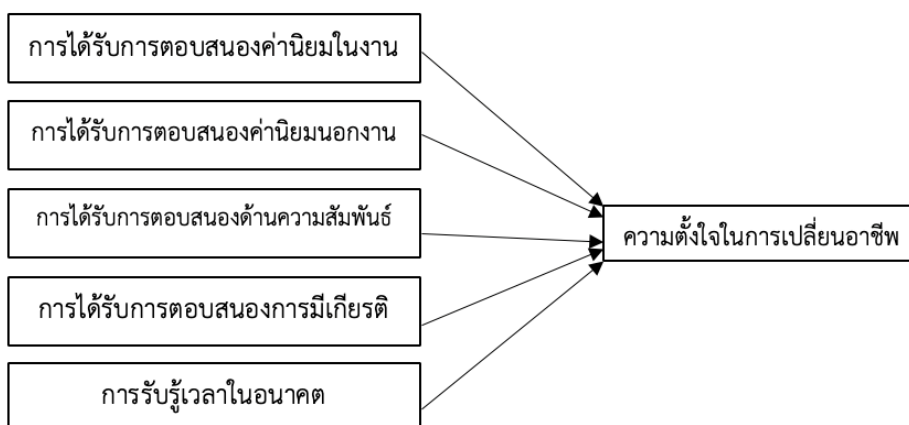 การได้รับการตอบสนองค่านิยมในงาน
การได้รับการตอบสนองค่านิยมนอกงาน
การได้รับการตอบสนองด้านความสัมพันธ์
ความตั้งใจในการเปลี่ยนอาชีพ
การได้รับการตอบสนองการมีเกียรติ
การรับรู้เวลาในอนาคต